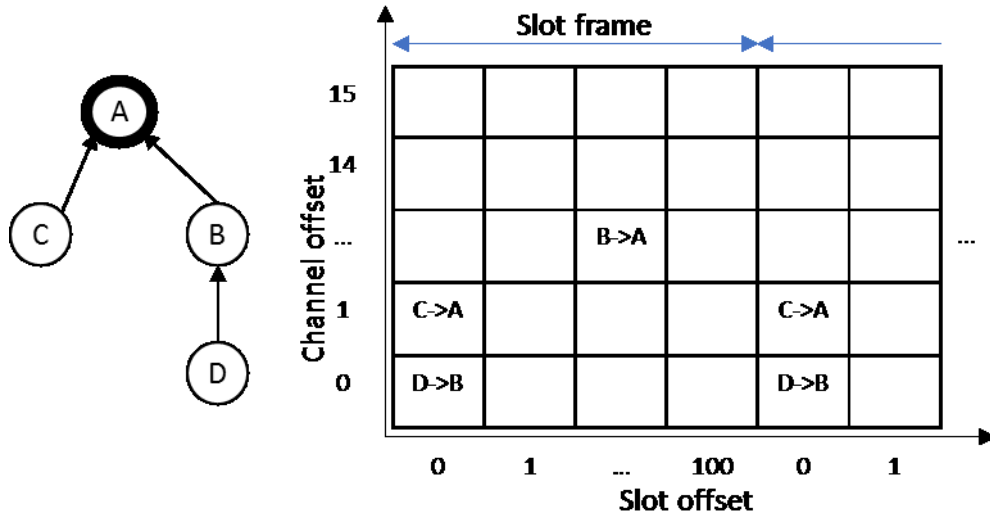 A
C
B
D
Slot frame
Channel offset
15
14
...
1
0
B->A
...
C->A
C->A
D->B
D->B
0 1 ... 100 0 1
Slot offset